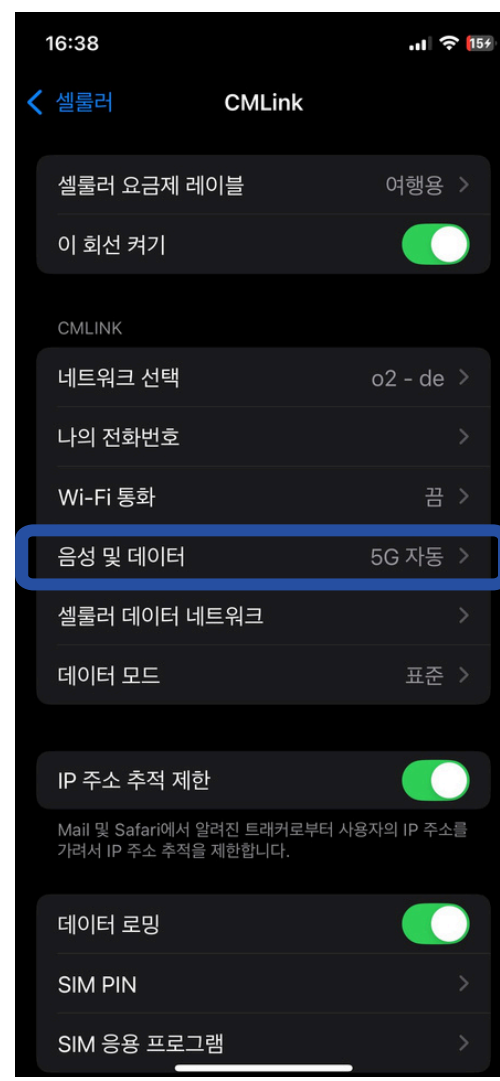 16:38
15
셀룰러
CMLink
셀룰러 요금제 레이블 여행용
이 회선 켜기
CMLINK
네트워크 선택 o2 - de
나의 전화번호
Wi-Fi 통화 끔
음성 및 데이터 5G 자동
셀룰러 데이터 네트워크
데이터 모드 표준
IP 주소 추적 제한
Mail 및 Safari에서 알려진 트래커로부터 사용자의 IP 주소를
가려서 IP 주소 추적을 제한합니다.
데이터 로밍
SIM PIN
SIM 응용 프로그램